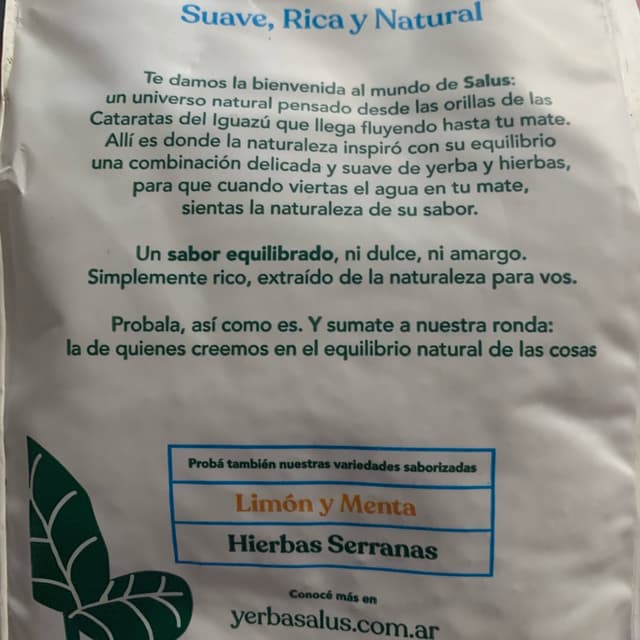 Suave, Rica y Natural
Te damos la bienvenida al mundo de Salus:
un universo natural pensado desde las orillas de las
Cataratas del Iguazú que llega fluyendo hasta tu mate.
Allí es donde la naturaleza inspiró con su equilibrio
una combinación delicada y suave de yerba y hierbas,
para que cuando viertas el agua en tu mate,
sientas la naturaleza de su sabor.
Un sabor equilibrado, ni dulce, ni amargo.
Simplemente rico, extraído de la naturaleza para vos.
Probala, así como es. Y sumate a nuestra ronda:
la de quienes creemos en el equilibrio natural de las cosas
Probá también nuestras variedades saborizadas
Limón y Menta
Hierbas Serranas
Conocé más en
yerbasalus.com.ar